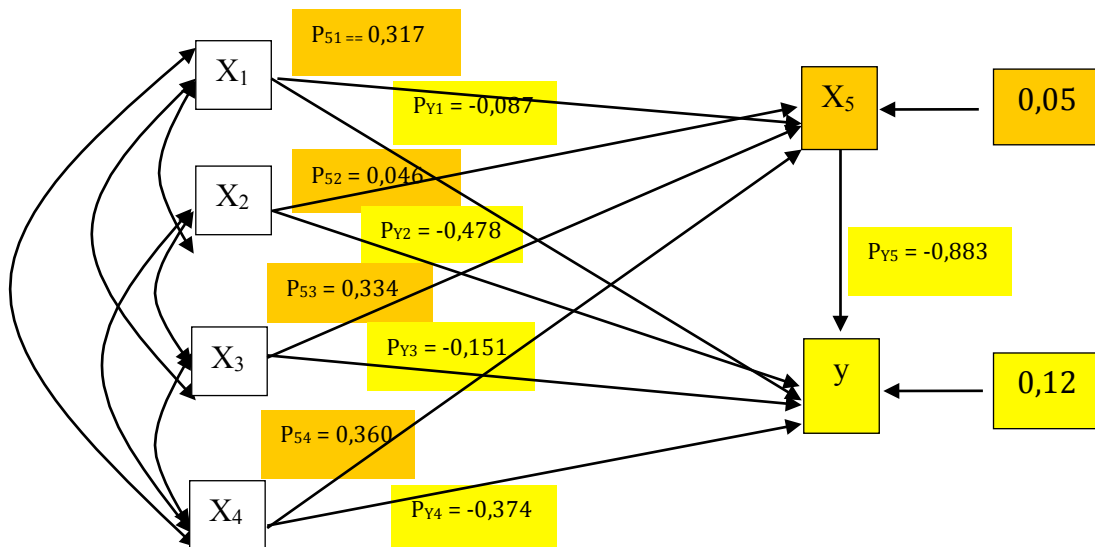 P51 == 0,317
X1
PY1 = -0,087
X5
0,05
P52 = 0,046
X2
PY2 = -0,478
PY5 = -0,883
P53 = 0,334
X3
PY3 = -0,151
y
0,12
P54 = 0,360
X4
PY4 = -0,374